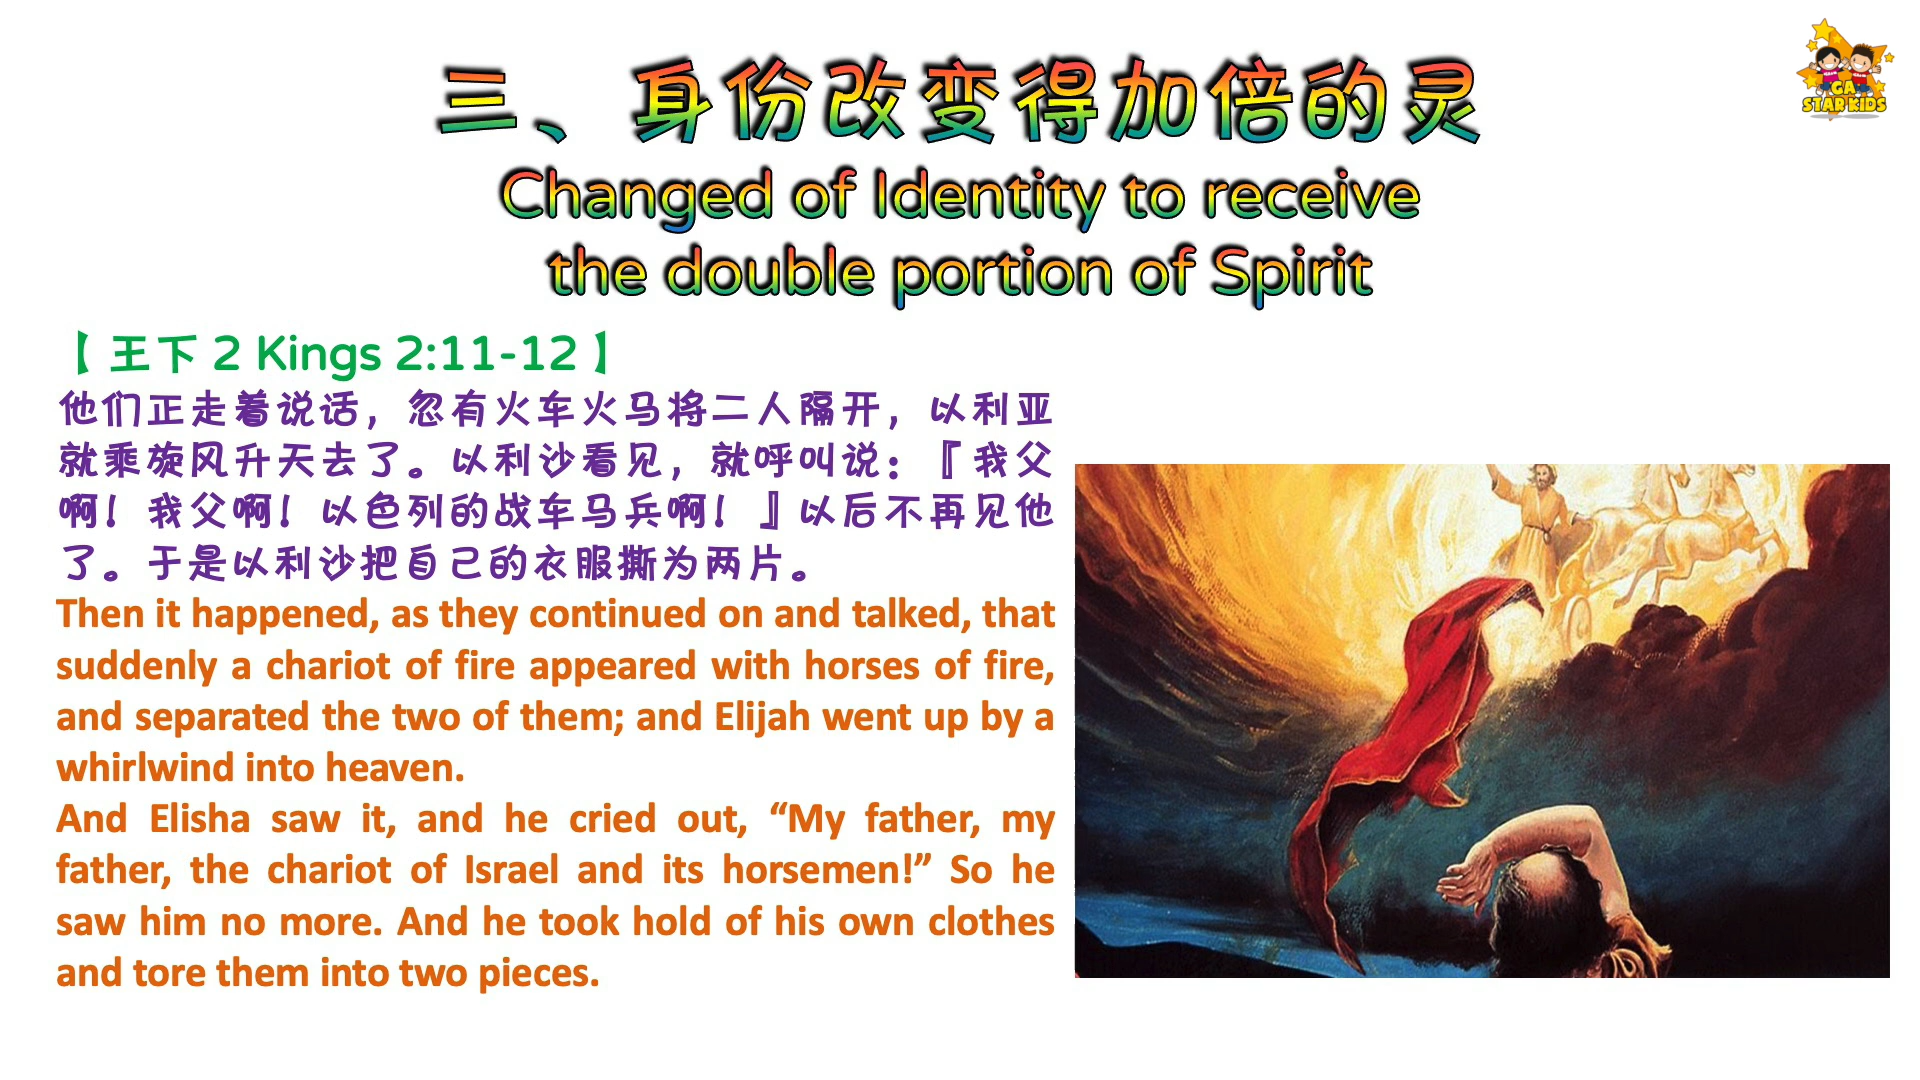 三、身份改变得加倍的灵
Changed of Identity to receive
the double portion of Spirit
GA
STAR KIDS
【 王下 2 Kings 2:11-12 】
他们正走着说话，忽有火车火马将二人隔开，以利亚
就乘旋风升天去了。以利沙看见，就呼叫说：『我父
啊！我父啊！以色列的战车马兵啊！』以后不再见他
了。于是以利沙把自己的衣服撕为两片。
Then it happened, as they continued on and talked, that
suddenly a chariot of fire appeared with horses of fire,
and separated the two of them; and Elijah went up by a
whirlwind into heaven.
And Elisha saw it, and he cried out, “My father, my
father, the chariot of Israel and its horsemen!” So he
saw him no more. And he took hold of his own clothes
and tore them into two pieces.